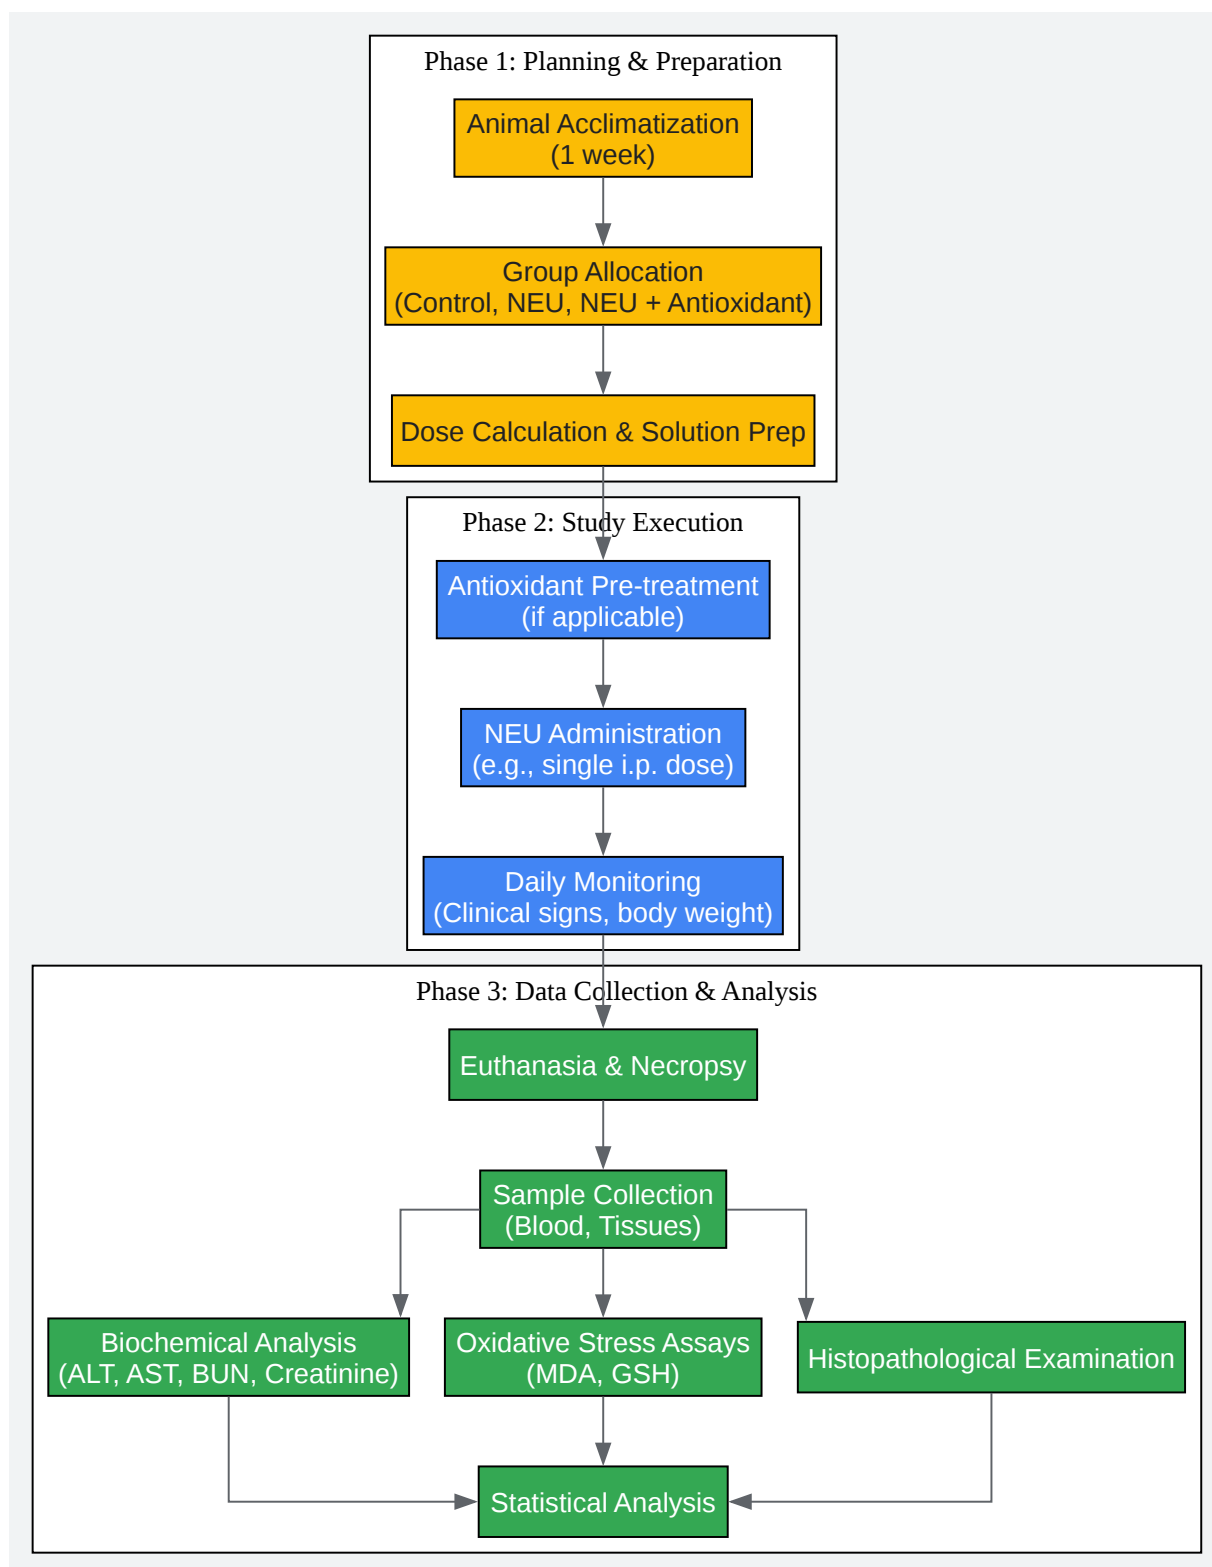 Phase 1: Planning & Preparation
Animal Acclimatization
(1 week)
Group Allocation
(Control, NEU, NEU + Antioxidant)
Dose Calculation & Solution Prep
Phase 2: Study Execution
Antioxidant Pre-treatment
(if applicable)
NEU Administration
(e.g., single i.p. dose)
Daily Monitoring
(Clinical signs, body weight)
Phase 3: Data Collection & Analysis
Euthanasia & Necropsy
Sample Collection
(Blood, Tissues)
Biochemical Analysis
(ALT, AST, BUN, Creatinine)
Oxidative Stress Assays
(MDA, GSH)
Histopathological Examination
Statistical Analysis